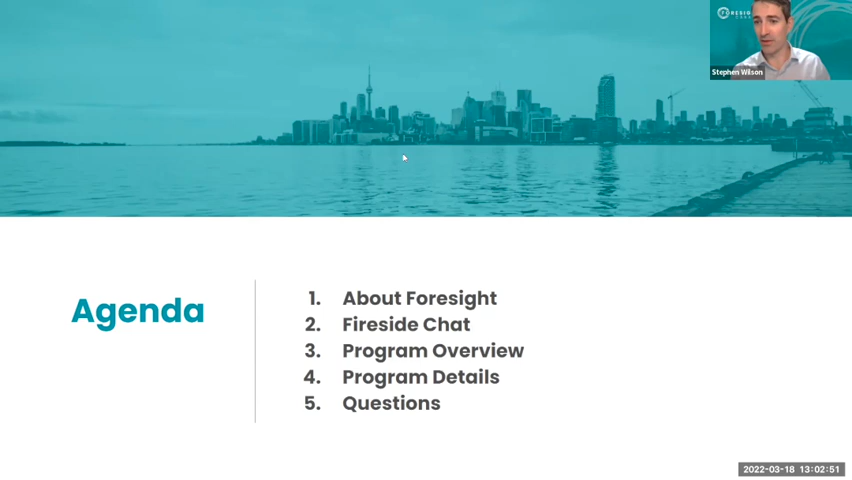 Stephen Wilson
Agenda
1. About Foresight
2. Fireside Chat
3. Program Overview
4. Program Details
5. Questions
2022-03-18 13:02:51